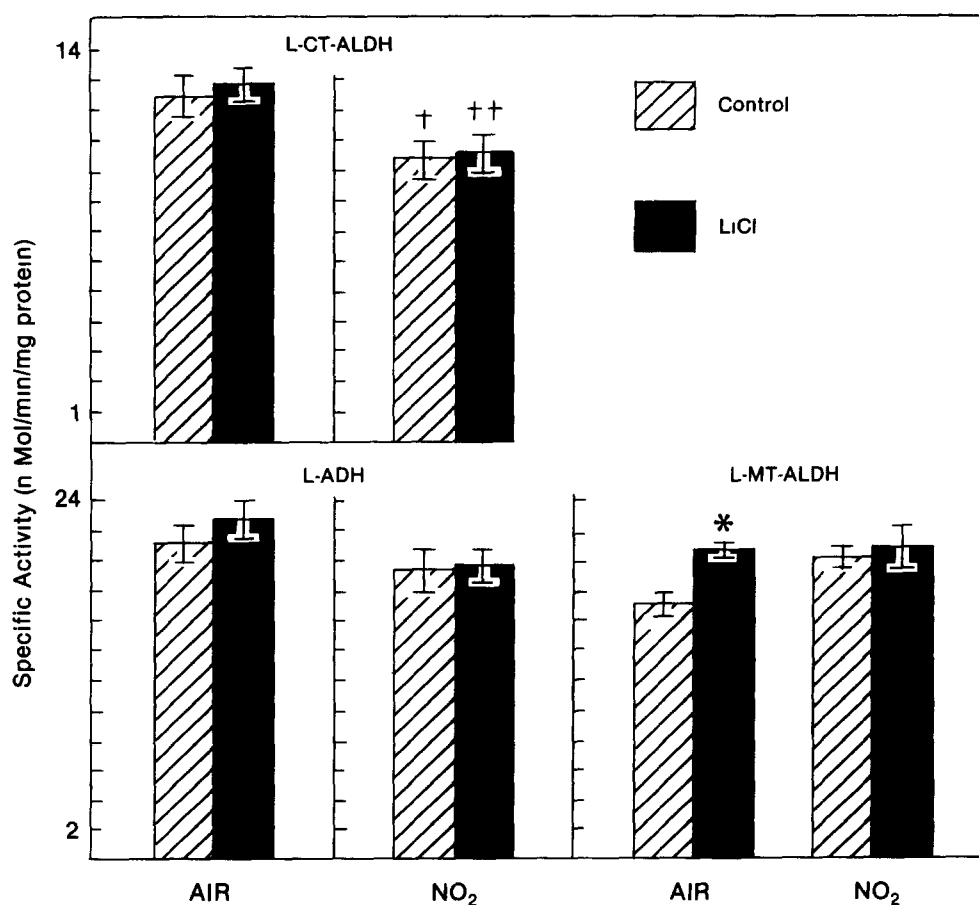 L-CT-ALDH
14
† ††
Control
LiCl
1
Specific Activity (n Mol/min/mg protein)
L-ADH
L-MT-ALDH
24
*
2
AIR
NO₂
AIR
NO₂